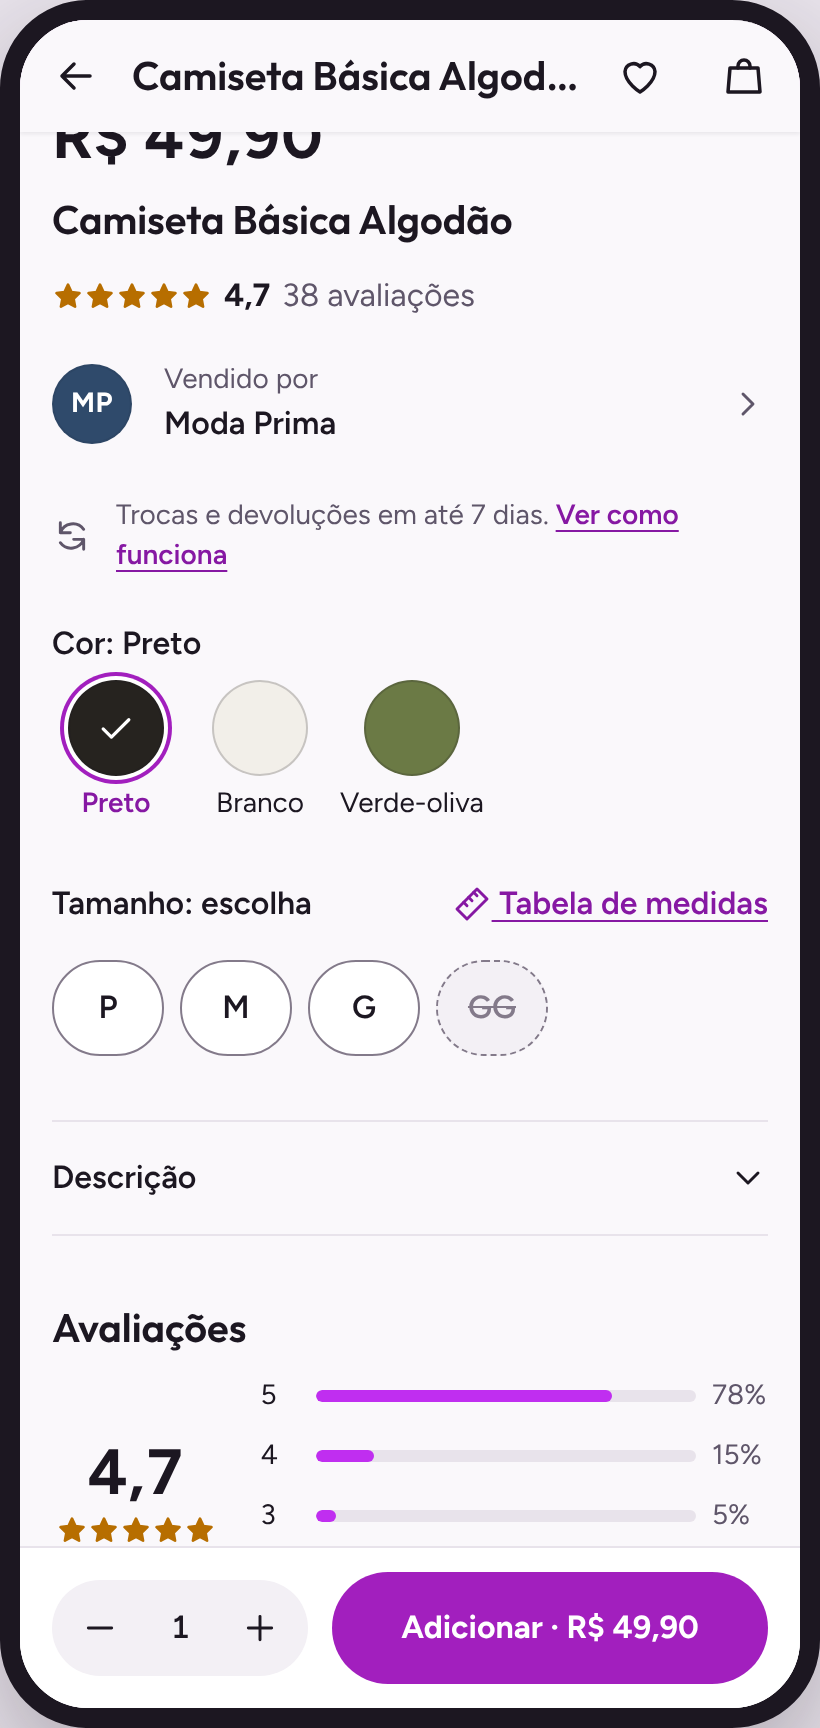 Camiseta Básica Algod...
R$ 49,90
Camiseta Básica Algodão
4,7 38 avaliações
MP
Vendido por
Moda Prima
Trocas e devoluções em até 7 dias. Ver como
funciona
Cor: Preto
Preto Branco Verde-oliva
Tamanho: escolha Tabela de medidas
P M G GG
Descrição
Avaliações
5 78%
4 15%
4,7
3 5%
1 Adicionar · R$ 49,90